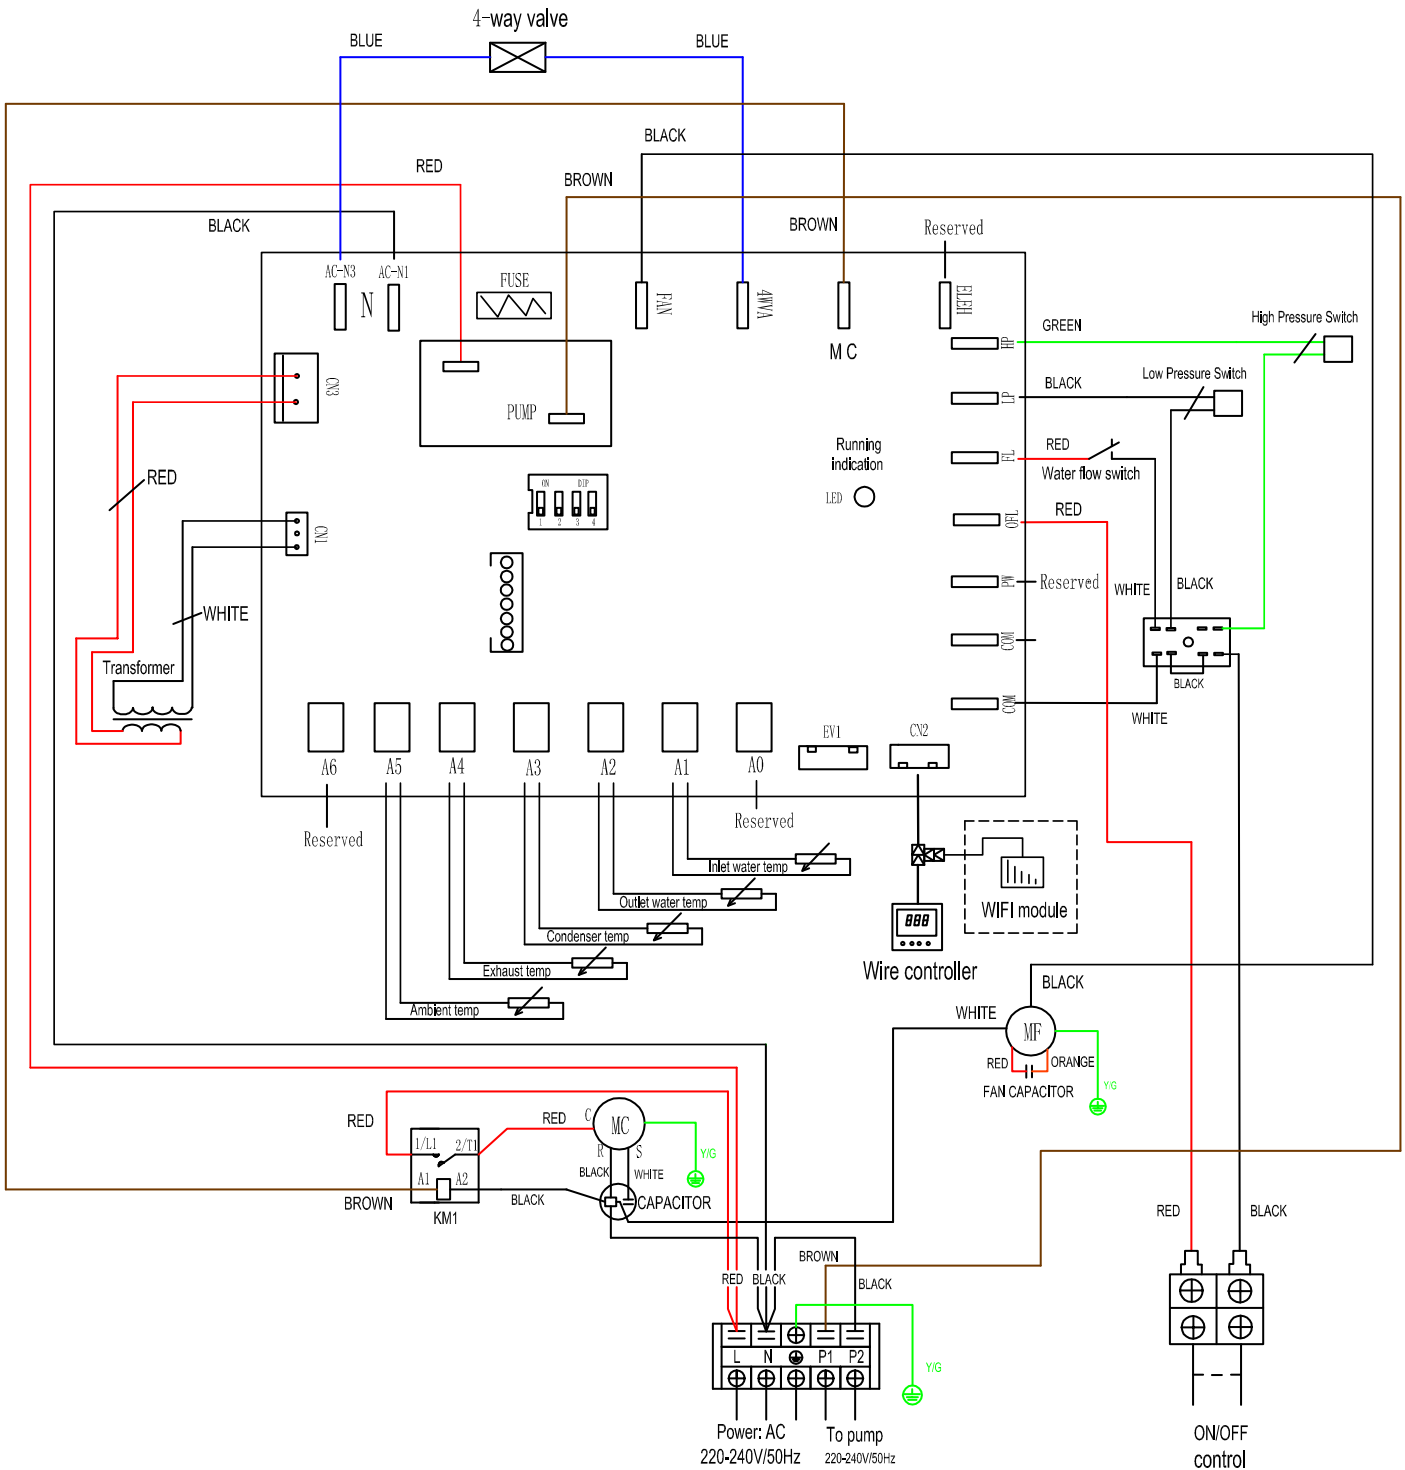 4-way valve
BLUE
BLUE
BLACK
RED
BROWN
BLACK
BROWN
Reserved
AC-N3
AC-N1
N
FUSE
FAN
4WVA
M C
ELEH
HP
GREEN
High Pressure Switch
CN3
PUMP
LP
BLACK
Low Pressure Switch
Running
indication
LED
FL
RED
Water flow switch
RED
ON
DIP
1
2
3
4
OFL
RED
CN1
PW
Reserved
WHITE
BLACK
WHITE
COM
Transformer
BLACK
COM
WHITE
EV1
CN2
A6
A5
A4
A3
A2
A1
A0
Reserved
Reserved
Inlet water temp
Outlet water temp
Condenser temp
Exhaust temp
Ambient temp
888
WIFI module
Wire controller
BLACK
WHITE
MF
RED
ORANGE
FAN CAPACITOR
Y/G
RED
RED
C
MC
R
S
Y/G
1/L1
2/T1
A1
A2
BLACK
WHITE
BROWN
KM1
BLACK
CAPACITOR
RED
BLACK
BROWN
BLACK
RED
BLACK
L
N
P1
P2
Y/G
Power: AC
220-240V/50Hz
To pump
220-240V/50Hz
ON/OFF
control